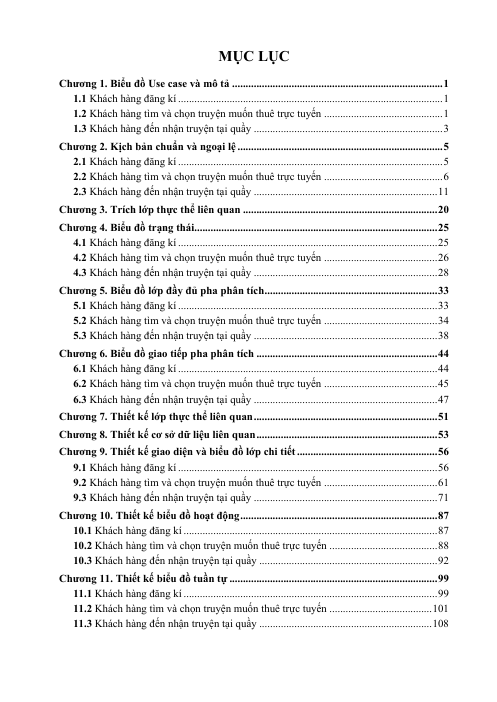 MỤC LỤC
Chương 1. Biểu đồ Use case và mô tả ........ 1
1.1 Khách hàng đăng kí ........ 1
1.2 Khách hàng tìm và chọn truyện muốn thuê trực tuyến ........ 1
1.3 Khách hàng đến nhận truyện tại quầy ........ 3
Chương 2. Kịch bản chuẩn và ngoại lệ ........ 5
2.1 Khách hàng đăng kí ........ 5
2.2 Khách hàng tìm và chọn truyện muốn thuê trực tuyến ........ 6
2.3 Khách hàng đến nhận truyện tại quầy ........ 11
Chương 3. Trích lớp thực thể liên quan ........ 20
Chương 4. Biểu đồ trạng thái ........ 25
4.1 Khách hàng đăng kí ........ 25
4.2 Khách hàng tìm và chọn truyện muốn thuê trực tuyến ........ 26
4.3 Khách hàng đến nhận truyện tại quầy ........ 28
Chương 5. Biểu đồ lớp đầy đủ pha phân tích ........ 33
5.1 Khách hàng đăng kí ........ 33
5.2 Khách hàng tìm và chọn truyện muốn thuê trực tuyến ........ 34
5.3 Khách hàng đến nhận truyện tại quầy ........ 38
Chương 6. Biểu đồ giao tiếp pha phân tích ........ 44
6.1 Khách hàng đăng kí ........ 44
6.2 Khách hàng tìm và chọn truyện muốn thuê trực tuyến ........ 45
6.3 Khách hàng đến nhận truyện tại quầy ........ 47
Chương 7. Thiết kế lớp thực thể liên quan ........ 51
Chương 8. Thiết kế cơ sở dữ liệu liên quan ........ 53
Chương 9. Thiết kế giao diện và biểu đồ lớp chi tiết ........ 56
9.1 Khách hàng đăng kí ........ 56
9.2 Khách hàng tìm và chọn truyện muốn thuê trực tuyến ........ 61
9.3 Khách hàng đến nhận truyện tại quầy ........ 71
Chương 10. Thiết kế biểu đồ hoạt động ........ 87
10.1 Khách hàng đăng kí ........ 87
10.2 Khách hàng tìm và chọn truyện muốn thuê trực tuyến ........ 88
10.3 Khách hàng đến nhận truyện tại quầy ........ 92
Chương 11. Thiết kế biểu đồ tuần tự ........ 99
11.1 Khách hàng đăng kí ........ 99
11.2 Khách hàng tìm và chọn truyện muốn thuê trực tuyến ........ 101
11.3 Khách hàng đến nhận truyện tại quầy ........ 108